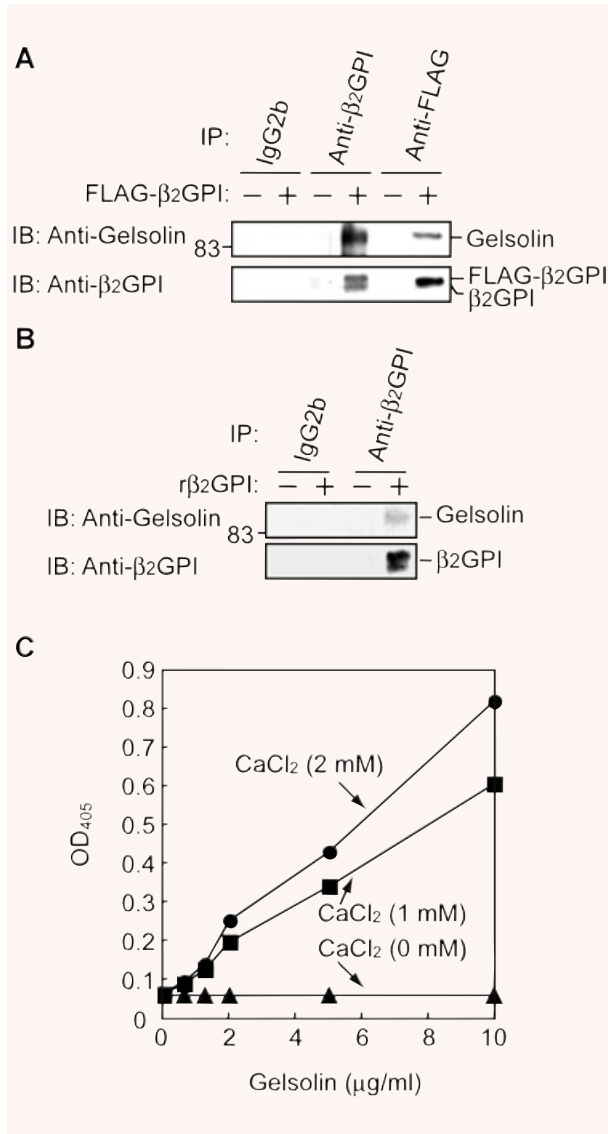 A
IP: IgG2b Anti-β2GPI Anti-FLAG
FLAG-β2GPI: – + – + – +
IB: Anti-Gelsolin 83 Gelsolin
IB: Anti-β2GPI FLAG-β2GPI
β2GPI
B
IP: IgG2b Anti-β2GPI
rβ2GPI: – + – +
IB: Anti-Gelsolin 83 Gelsolin
IB: Anti-β2GPI β2GPI
C
0.9
0.8
0.7
CaCl2 (2 mM)
0.6
0.5
OD405
0.4
0.3
CaCl2 (1 mM)
0.2
CaCl2 (0 mM)
0.1
0
0 2 4 6 8 10
Gelsolin (μg/ml)